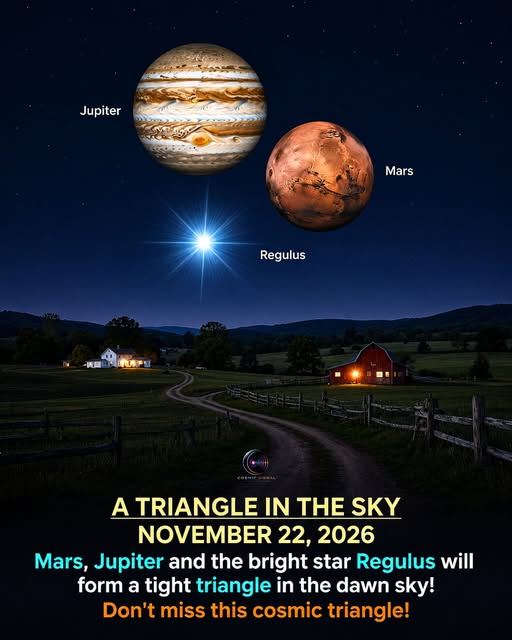 Jupiter
Mars
Regulus
A TRIANGLE IN THE SKY
NOVEMBER 22, 2026
Mars, Jupiter and the bright star Regulus will
form a tight triangle in the dawn sky!
Don't miss this cosmic triangle!